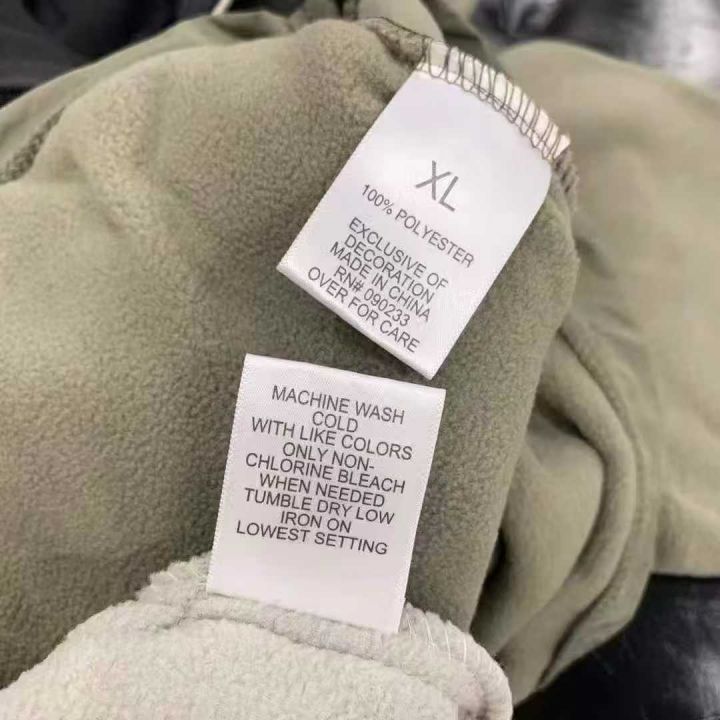 XL
100% POLYESTER
EXCLUSIVE OF
DECORATION
MADE IN CHINA
RN# 090233
OVER FOR CARE
MACHINE WASH
COLD
WITH LIKE COLORS
ONLY NON-
CHLORINE BLEACH
WHEN NEEDED
TUMBLE DRY LOW
IRON ON
LOWEST SETTING